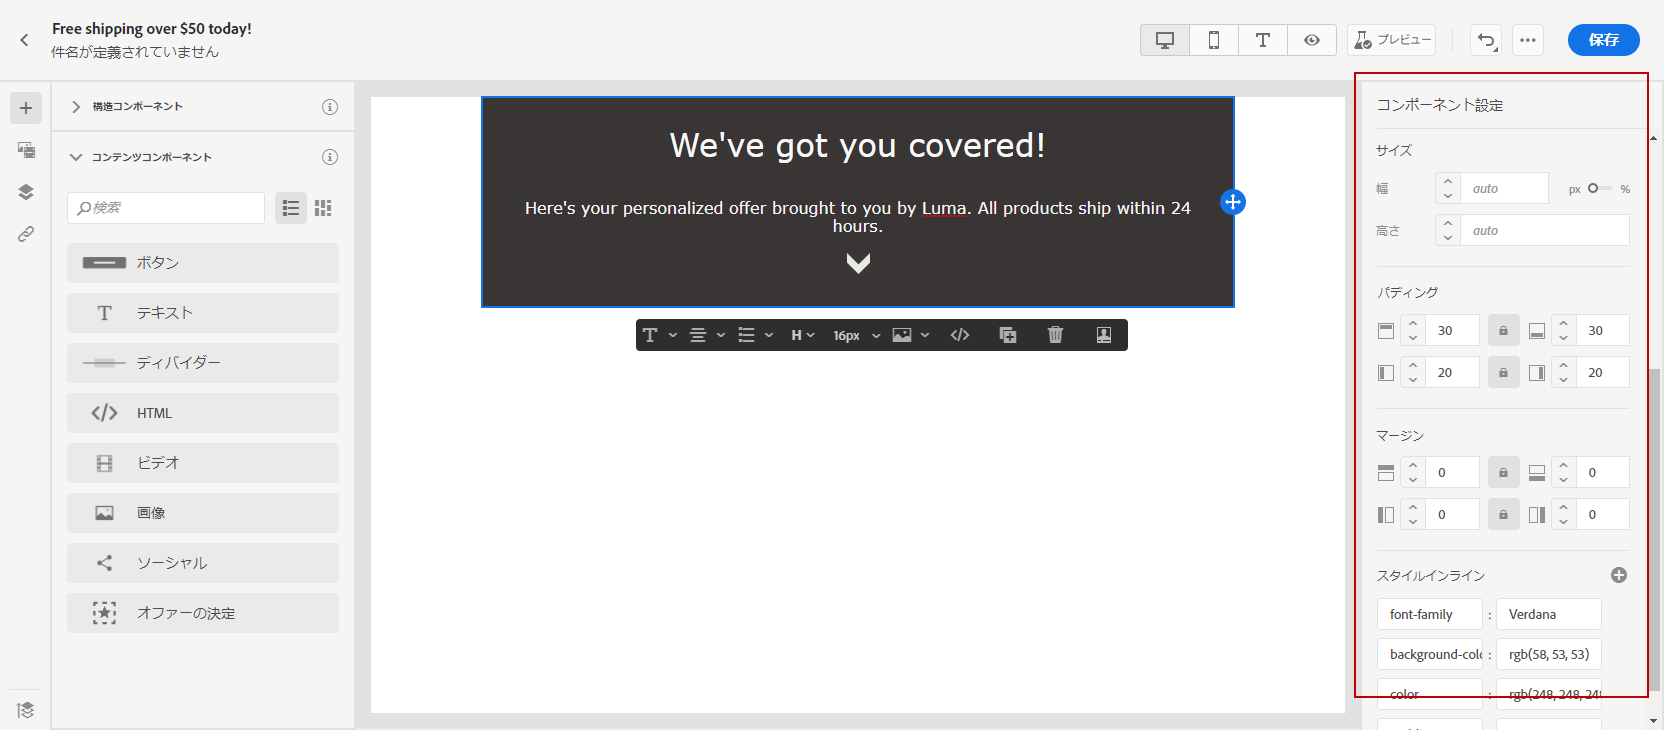 Free shipping over $50 today!
件名が定義されていません
プレビュー
保存
構造コンポーネント
コンテンツコンポーネント
検索
ボタン
テキスト
ディバイダー
HTML
ビデオ
画像
ソーシャル
オファーの決定
We've got you covered!
Here's your personalized offer brought to you by Luma. All products ship within 24
hours.
H
16px
コンポーネント設定
サイズ
幅 auto px %
高さ auto
パディング
30 30
20 20
マージン
0 0
0 0
スタイルインライン
font-family : Verdana
background-colo : rgb(58, 53, 53)
color : rgb(248, 248, 248